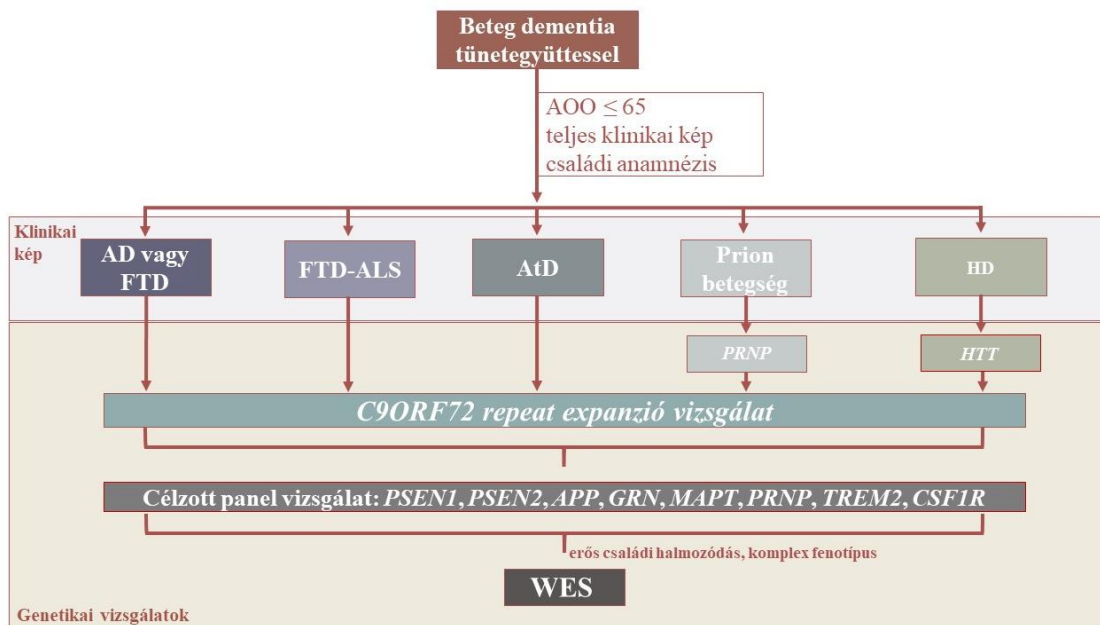 Beteg dementia
tünetegyüttessel
AOO ≤ 65
teljes klinikai kép
családi anamnézis
Klinikai
kép
AD vagy
FTD
FTD-ALS
AtD
Prion
betegség
HD
PRNP
HTT
C9ORF72 repeat expanzió vizsgálat
Célzott panel vizsgálat: PSEN1, PSEN2, APP, GRN, MAPT, PRNP, TREM2, CSF1R
erős családi halmozódás, komplex fenotípus
WES
Genetikai vizsgálatok